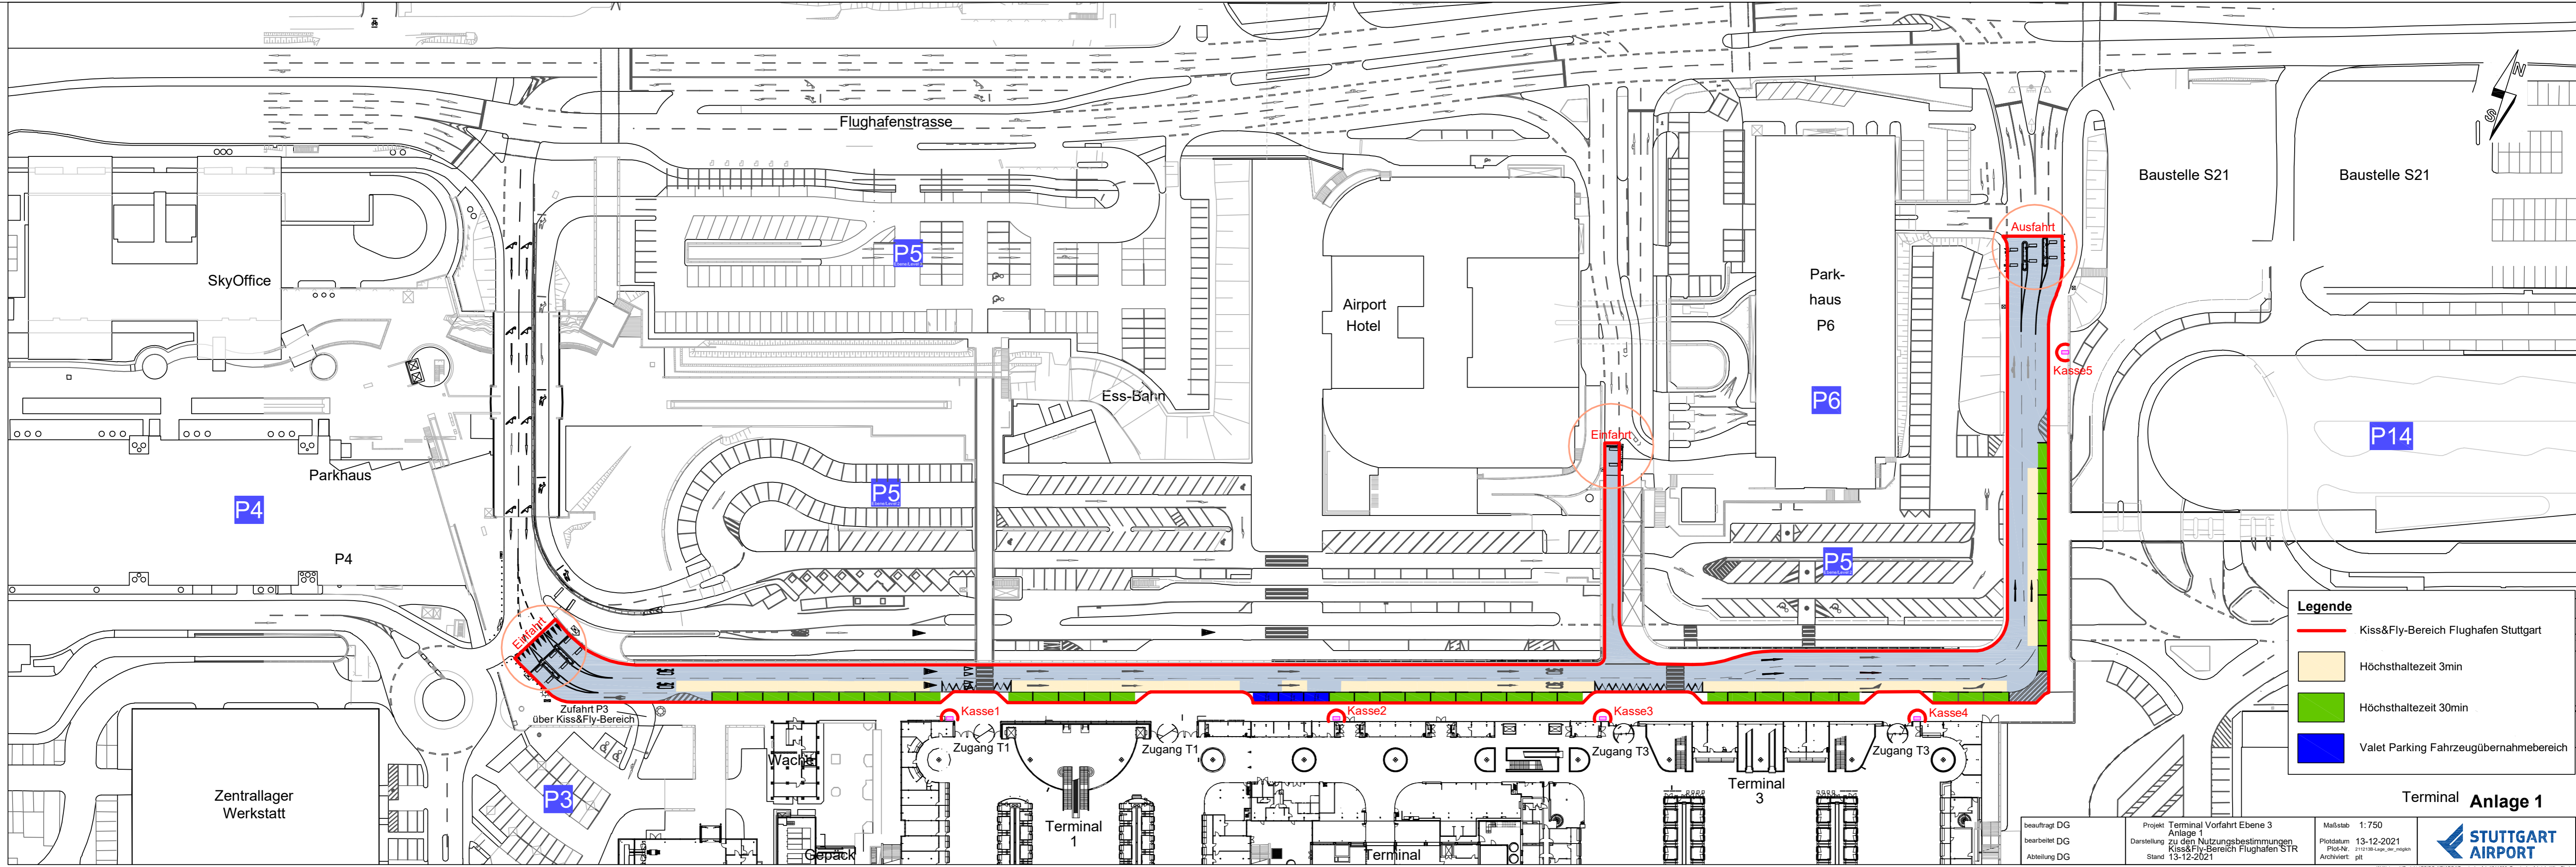 Flughafenstrasse
N
S
Baustelle S21
Baustelle S21
SkyOffice
P5
Ausfahrt
Airport
Hotel
Park-
haus
P6
Kasse5
Ess-Bahn
P6
Einfahrt
P14
Parkhaus
P4
P5
P4
P5
Einfahrt
Zufahrt P3
über Kiss&Fly-Bereich
Kasse1
Kasse2
Kasse3
Kasse4
Zugang T1
Zugang T1
Zugang T3
Zugang T3
Wache
P3
Zentrallager
Werkstatt
Terminal
1
Gepäck
Terminal
Terminal
3
Legende
Kiss&Fly-Bereich Flughafen Stuttgart
Höchsthaltezeit 3min
Höchsthaltezeit 30min
Valet Parking Fahrzeugübernahmebereich
Terminal
Anlage 1
beauftragt DG
bearbeitet DG
Abteilung DG
Projekt Terminal Vorfahrt Ebene 3
Anlage 1
Darstellung zu den Nutzungsbestimmungen
Kiss&Fly-Bereich Flughafen STR
Stand 13-12-2021
Maßstab 1:750
Plotdatum 13-12-2021
Plot-Nr.
Archiviert: plt
STUTTGART
AIRPORT